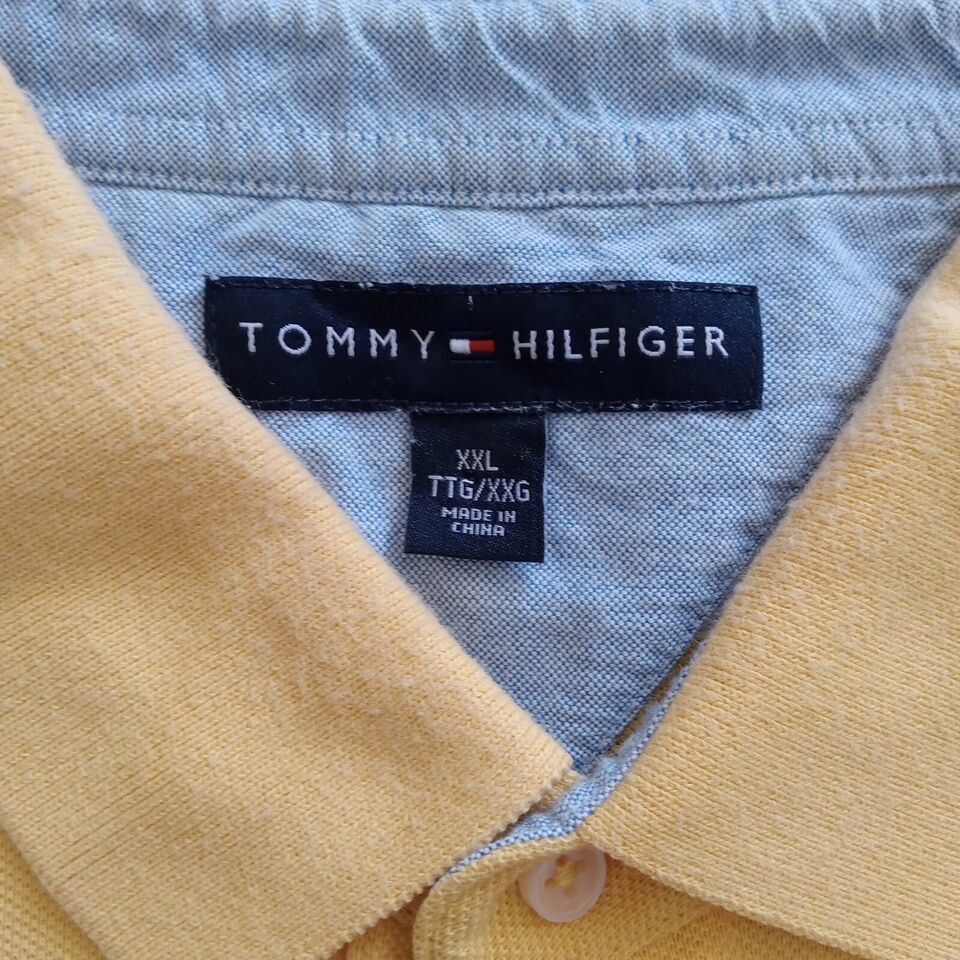 TOMMY HILFIGER
XXL
TTG/XXG
MADE IN
CHINA